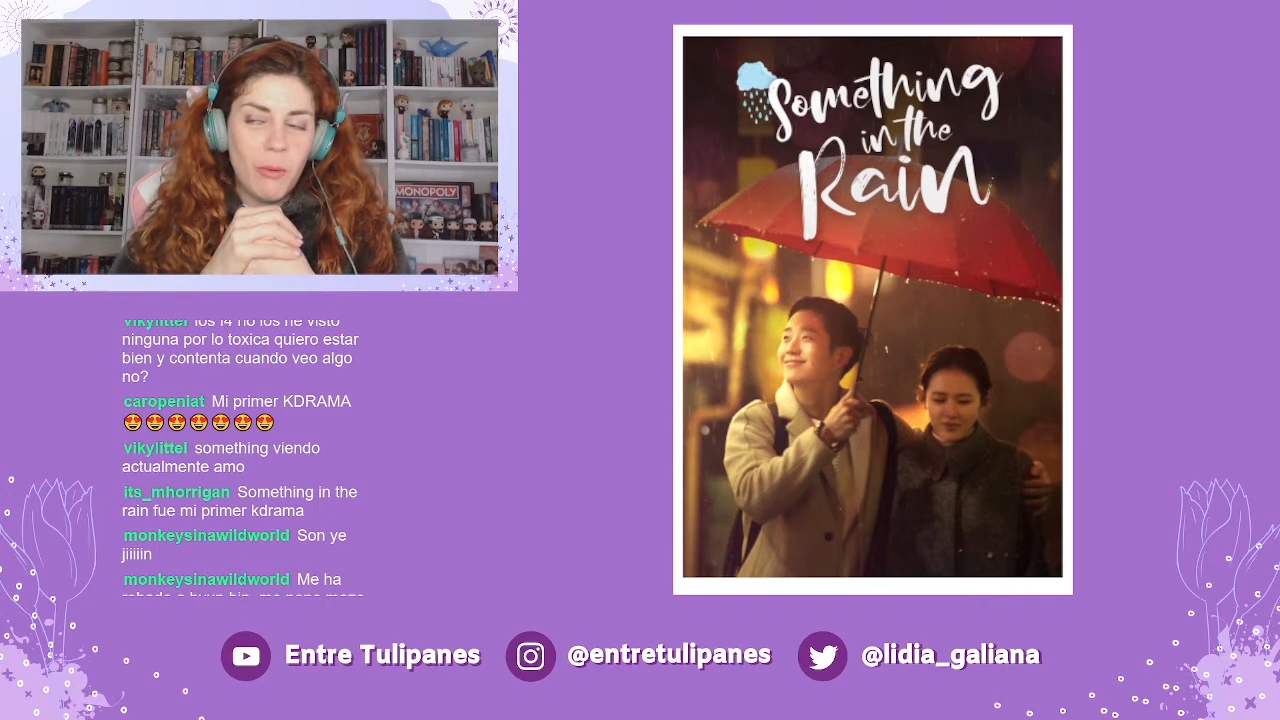 MONOPOLY
Something
in the
Rain
vikylittel los f4 no los he visto
ninguna por lo toxica quiero estar
bien y contenta cuando veo algo
no?
caropeniat Mi primer KDRAMA
vikylittel something viendo
actualmente amo
its_mhorrigan Something in the
rain fue mi primer kdrama
monkeysinawildworld Son ye
jiiiiin
monkeysinawildworld Me ha
Entre Tulipanes
@entretulipanes
@lidia_galiana